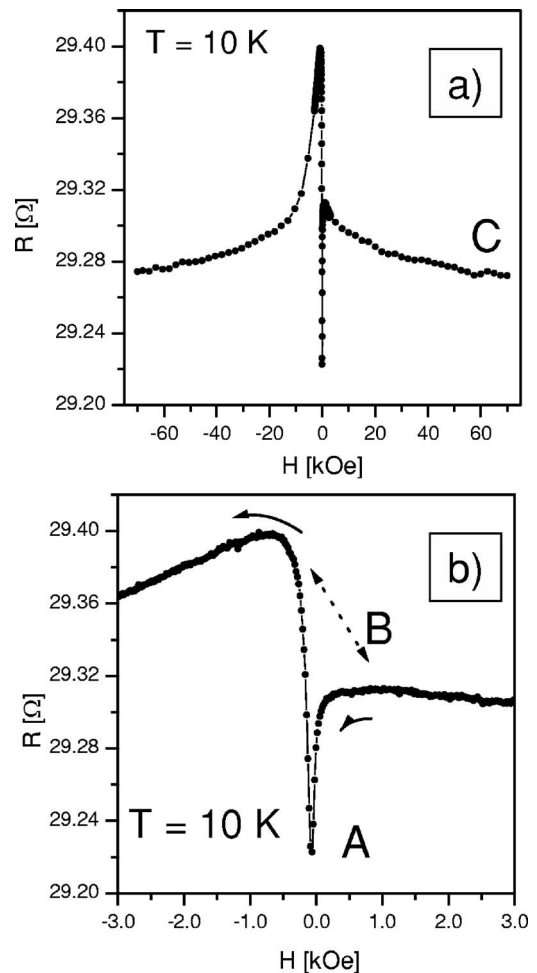 T = 10 K
a)
29.40
29.36
29.32
29.28
29.24
29.20
R [Ω]
C
-60 -40 -20 0 20 40 60
H [kOe]
b)
29.40
29.36
29.32
29.28
29.24
29.20
R [Ω]
B
A
T = 10 K
-3.0 -2.0 -1.0 0.0 1.0 2.0 3.0
H [kOe]